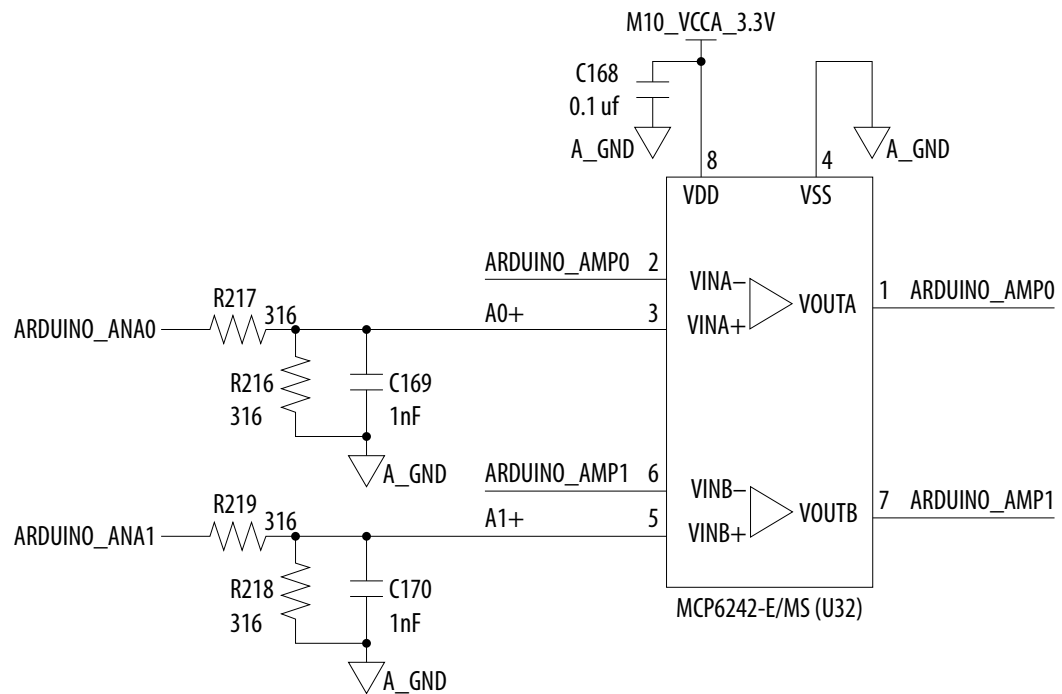 M10_VCCA_3.3V
C168
0.1 uf
A_GND
A_GND
8
4
VDD
VSS
ARDUINO_AMP0 2
VINA–
R217
316
ARDUINO_ANA0
A0+
3
VINA+
VOUTA
1 ARDUINO_AMP0
R216
316
C169
1nF
A_GND
ARDUINO_AMP1 6
VINB–
R219
316
ARDUINO_ANA1
A1+
5
VINB+
VOUTB
7 ARDUINO_AMP1
R218
316
C170
1nF
A_GND
MCP6242-E/MS (U32)